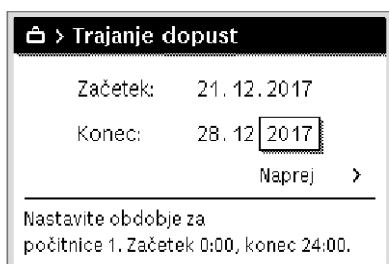 > Trajanje dopust
Začetek: 21. 12. 2017
Konec: 28. 12 2017
Naprej >
Nastavite obdobje za
počitnice 1. Začetek 0:00, konec 24:00.